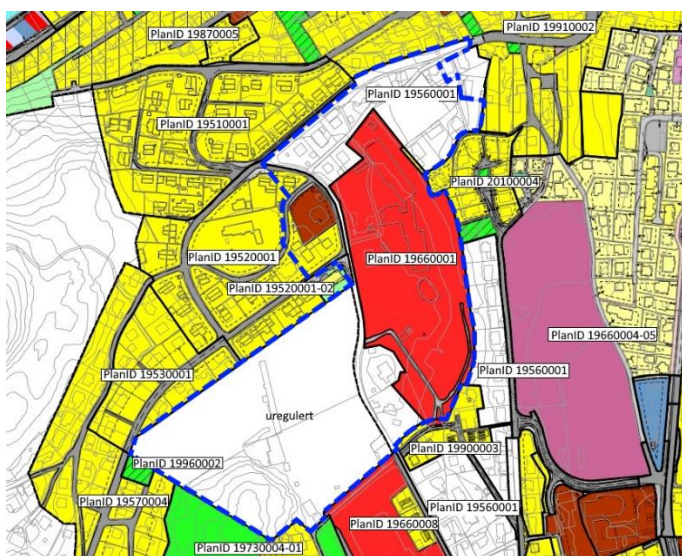 PlanID 19910002
PlanID 19870005
PlanID 19560001
PlanID 19510001
PlanID 20100004
PlanID 19520001
PlanID 19660001
PlanID 19520001-02
PlanID 19660004-05
PlanID 19530001
PlanID 19560001
uregulert
PlanID 19900003
PlanID 19960002
PlanID 19570004
PlanID 19560001
PlanID 19660008
PlanID 19730004-01